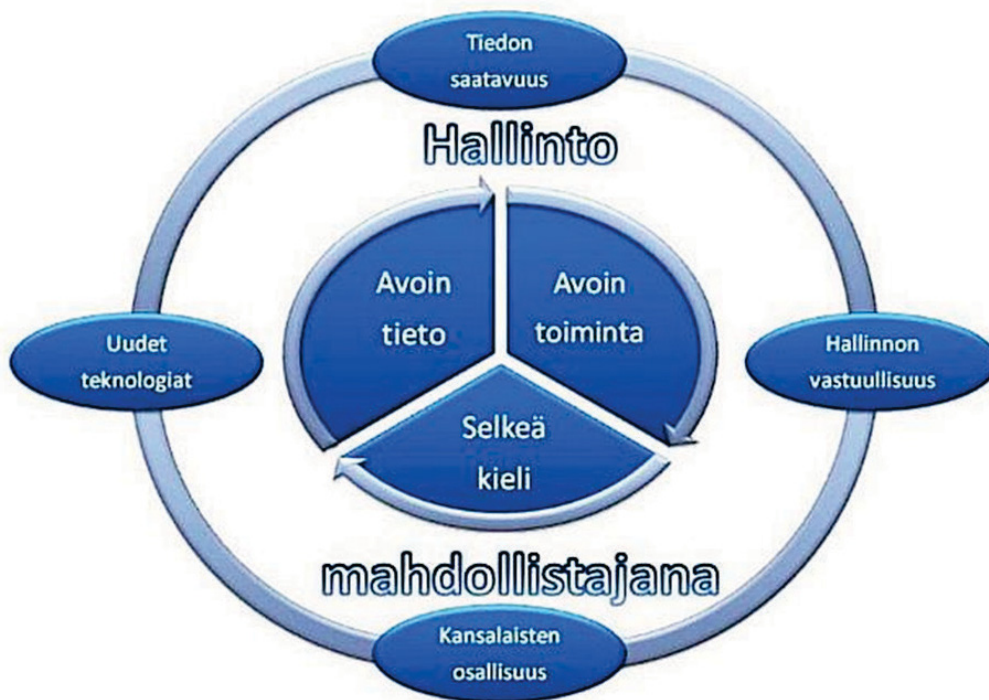 Tiedon
saatavuus
Hallinto
Avoin
tieto
Avoin
toiminta
Uudet
teknologiat
Hallinnon
vastuullisuus
Selkeä
kieli
mahdollistajana
Kansalaisten
osallisuus